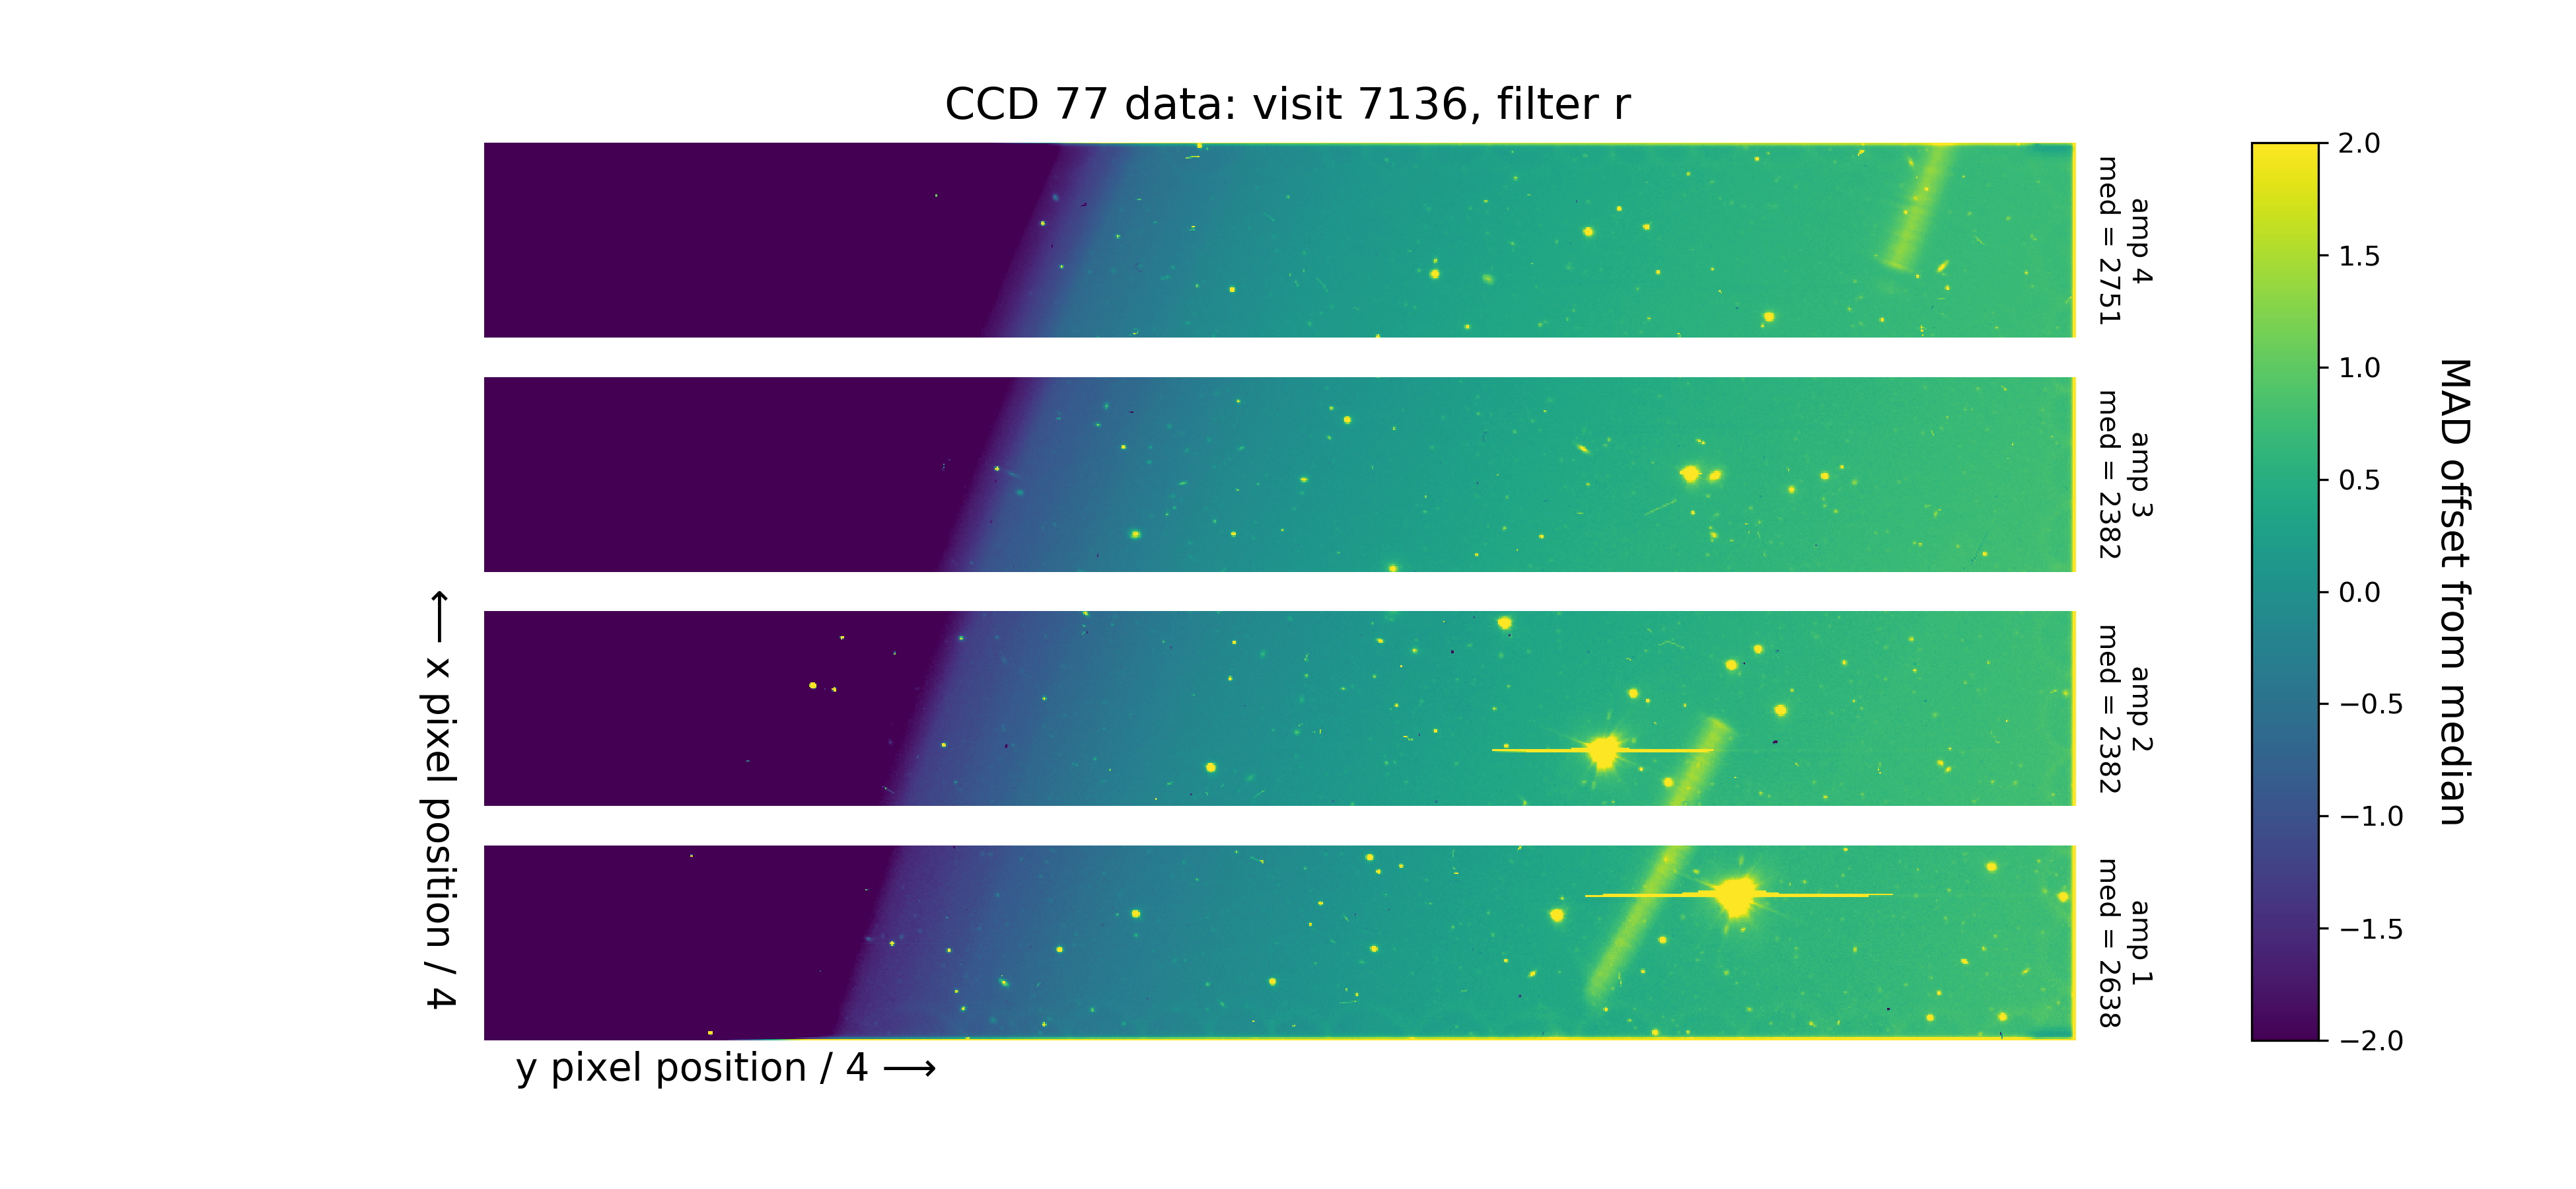 CCD 77 data: visit 7136, filter r
amp 4
med = 2751
amp 3
med = 2382
amp 2
med = 2382
amp 1
med = 2638
⟵ x pixel position / 4
y pixel position / 4 ⟶
2.0
1.5
1.0
0.5
0.0
−0.5
−1.0
−1.5
−2.0
MAD offset from median